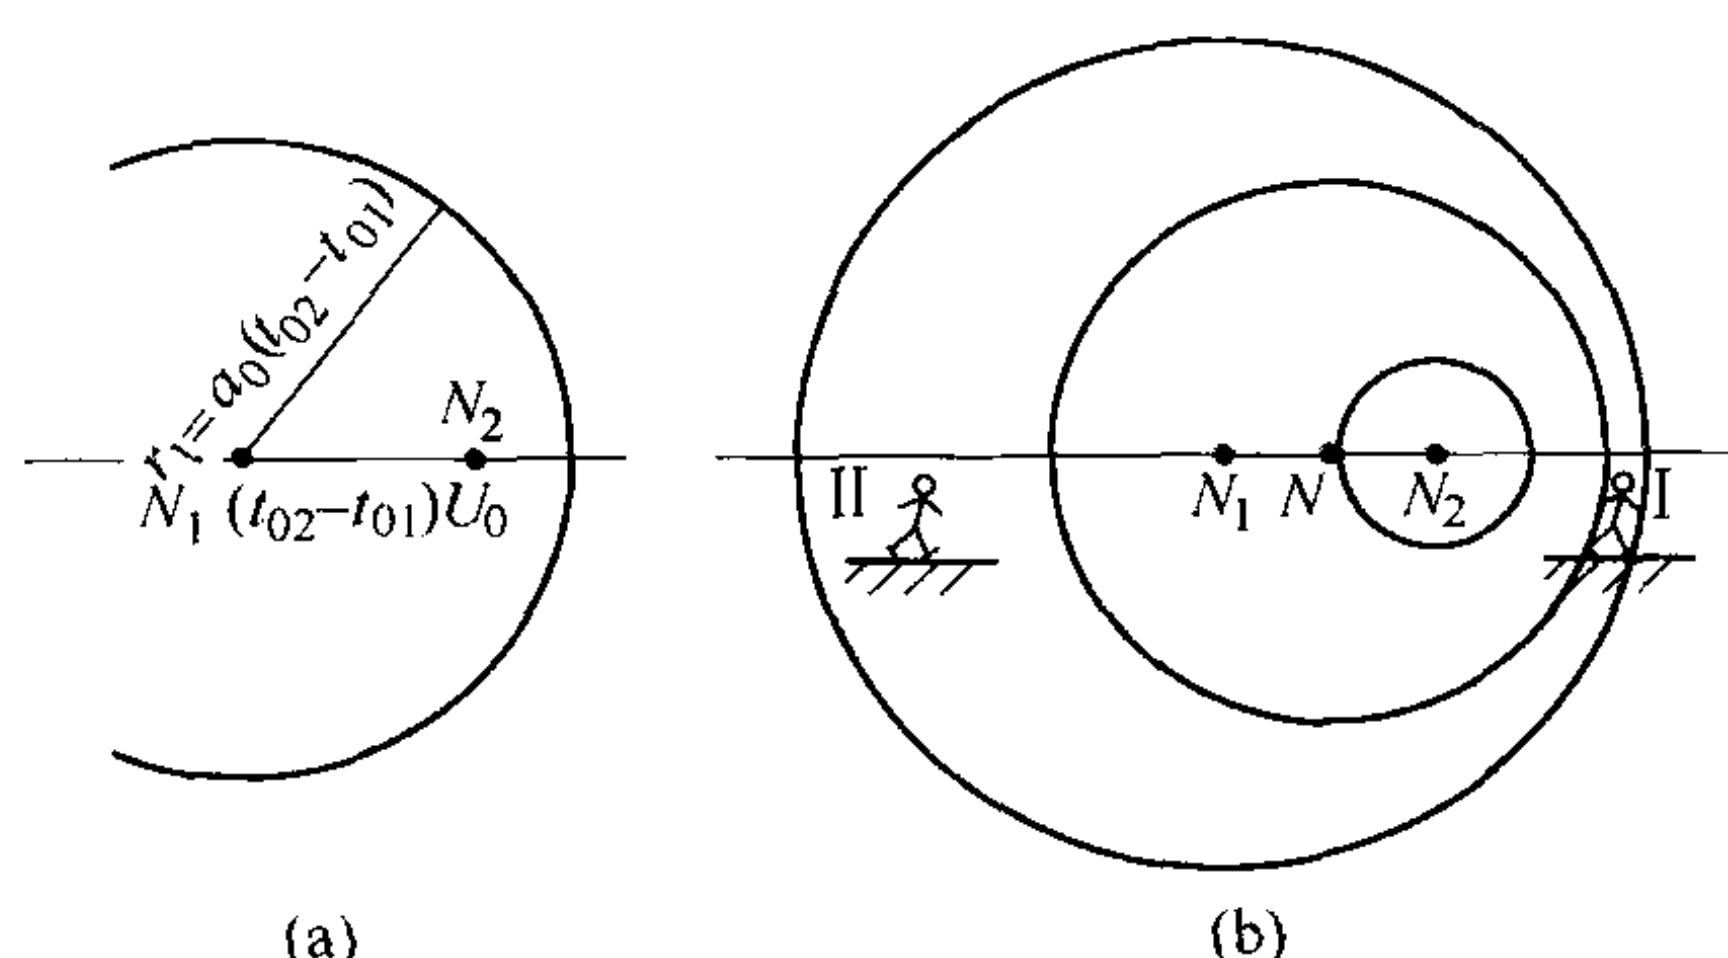 r₁=a₀(t₀₂−t₀₁)
N₂
N₁ (t₀₂−t₀₁)U₀
(a)
II
N₁ N N₂
I
(b)